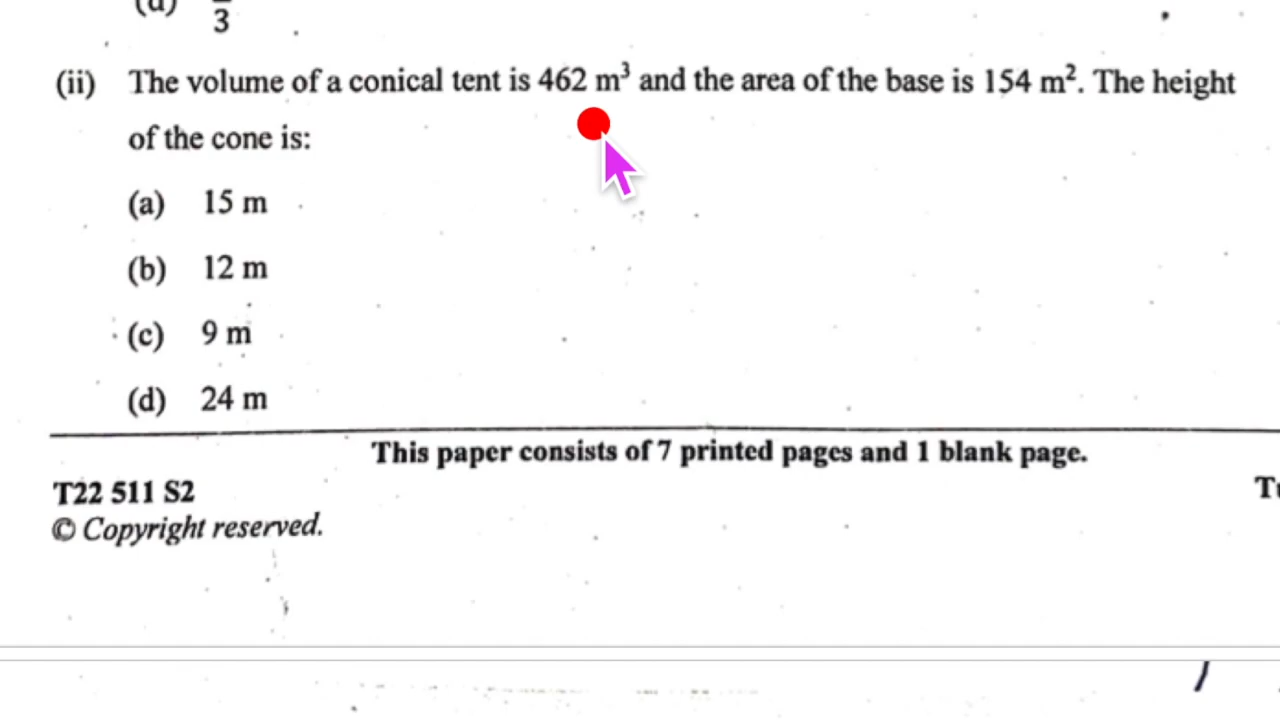 (d) 3
(ii) The volume of a conical tent is 462 m³ and the area of the base is 154 m². The height
of the cone is:
(a) 15 m
(b) 12 m
(c) 9 m
(d) 24 m
This paper consists of 7 printed pages and 1 blank page.
T22 511 S2
© Copyright reserved.